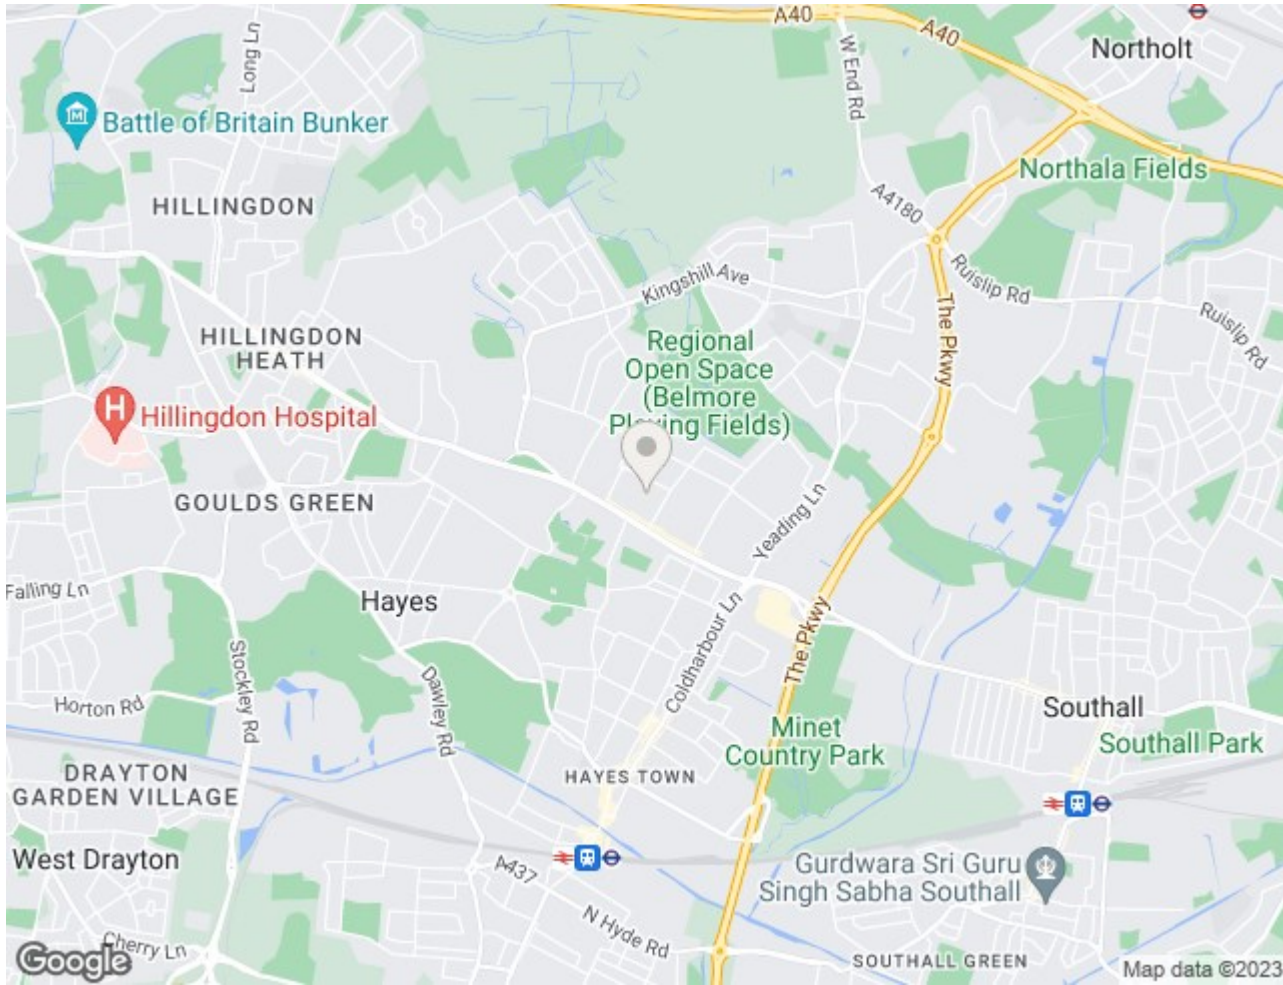 A40
A40
Northolt
Long Ln
W End Rd
Battle of Britain Bunker
Northala Fields
HILLINGDON
A4180
Ruislip Rd
Kingshill Ave
The Pkwy
Ruislip Rd
HILLINGDON
HEATH
Regional
Open Space
(Belmore
Playing Fields)
H
Hillingdon Hospital
GOULDS GREEN
Yeading Ln
Falling Ln
Hayes
Coldharbour Ln
The Pkwy
Stockley Rd
Dawley Rd
Horton Rd
Southall
Minet
Country Park
Southall Park
DRAYTON
GARDEN VILLAGE
HAYES TOWN
West Drayton
A437
Gurdwara Sri Guru
Singh Sabha Southall
N Hyde Rd
Cherry Ln
SOUTHALL GREEN
Google
Map data ©2023